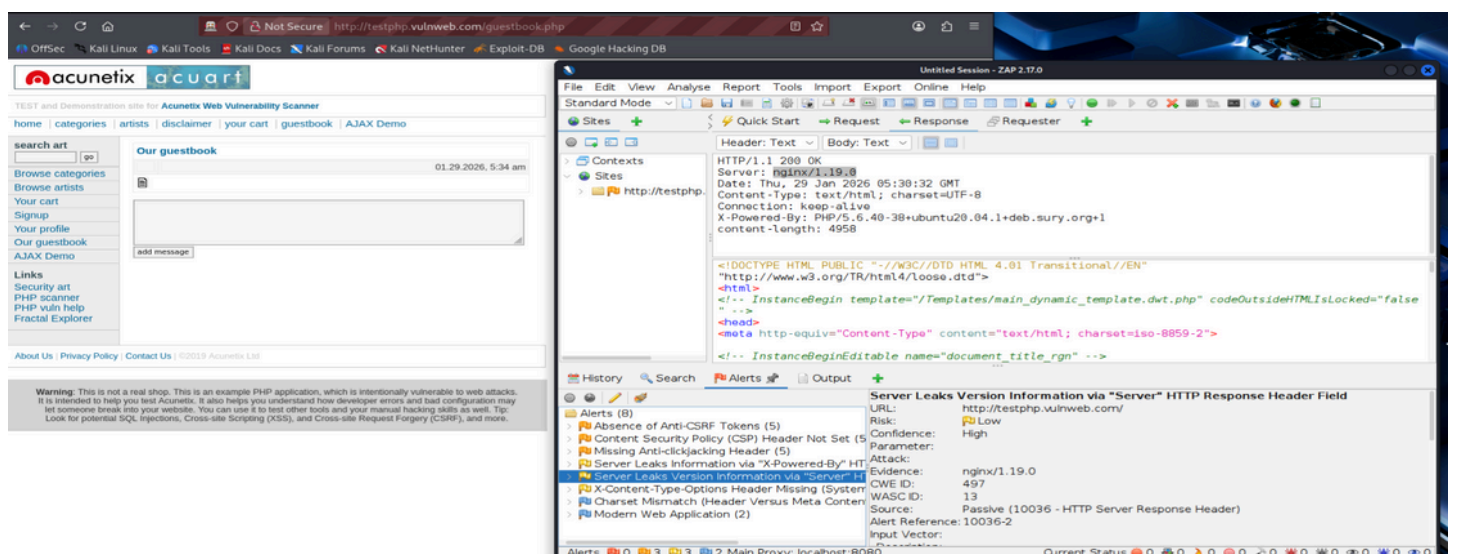 Not Secure http://testphp.vulnweb.com/guestbook.php
OffSec Kali Linux Kali Tools Kali Docs Kali Forums Kali NetHunter Exploit-DB Google Hacking DB
acunetix acuart
TEST and Demonstration site for Acunetix Web Vulnerability Scanner
home | categories | artists | disclaimer | your cart | guestbook | AJAX Demo
search art
go
Browse categories
Browse artists
Your cart
Signup
Your profile
Our guestbook
AJAX Demo
Links
Security art
PHP scanner
PHP vuln help
Fractal Explorer
Our guestbook
01.29.2026, 5:34 am
add message
About Us | Privacy Policy | Contact Us | ©2019 Acunetix Ltd
Warning: This is not a real shop. This is an example PHP application, which is intentionally vulnerable to web attacks.
It is intended to help you test Acunetix. It also helps you understand how developer errors and bad configuration may
let someone break into your website. You can use it to test other tools and your manual hacking skills as well. Tip:
Look for potential SQL Injections, Cross-site Scripting (XSS), and Cross-site Request Forgery (CSRF), and more.
Untitled Session - ZAP 2.17.0
File Edit View Analyse Report Tools Import Export Online Help
Standard Mode
Sites
Quick Start Request Response Requester
Header: Text Body: Text
Contexts
Sites
http://testphp.
HTTP/1.1 200 OK
Server: nginx/1.19.0
Date: Thu, 29 Jan 2026 05:30:32 GMT
Content-Type: text/html; charset=UTF-8
Connection: keep-alive
X-Powered-By: PHP/5.6.40-38+ubuntu20.04.1+deb.sury.org+1
content-length: 4958
<!DOCTYPE HTML PUBLIC "-//W3C//DTD HTML 4.01 Transitional//EN"
"http://www.w3.org/TR/html4/loose.dtd">
<html>
<!-- InstanceBegin template="/Templates/main_dynamic_template.dwt.php" codeOutsideHTMLIsLocked="false
" -->
<head>
<meta http-equiv="Content-Type" content="text/html; charset=iso-8859-2">
<!-- InstanceBeginEditable name="document_title_rgn" -->
History Search Alerts Output
Alerts (8)
Absence of Anti-CSRF Tokens (5)
Content Security Policy (CSP) Header Not Set (5
Missing Anti-clickjacking Header (5)
Server Leaks Information via "X-Powered-By" HT
Server Leaks Version Information via "Server" H
X-Content-Type-Options Header Missing (System
Charset Mismatch (Header Versus Meta Conten
Modern Web Application (2)
Server Leaks Version Information via "Server" HTTP Response Header Field
URL: http://testphp.vulnweb.com/
Risk: Low
Confidence: High
Parameter:
Attack:
Evidence: nginx/1.19.0
CWE ID: 497
WASC ID: 13
Source: Passive (10036 - HTTP Server Response Header)
Alert Reference: 10036-2
Input Vector:
Alerts 0 3 3 2 Main Proxy: localhost:8080
Current Status 0 0 0 0 0 0 0 0 0